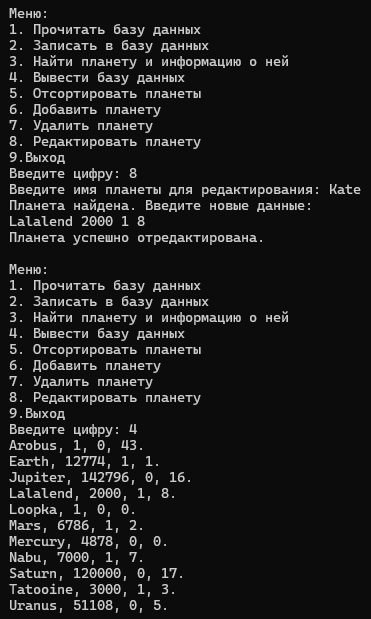 Меню:
1. Прочитать базу данных
2. Записать в базу данных
3. Найти планету и информацию о ней
4. Вывести базу данных
5. Отсортировать планеты
6. Добавить планету
7. Удалить планету
8. Редактировать планету
9.Выход
Введите цифру: 8
Введите имя планеты для редактирования: Kate
Планета найдена. Введите новые данные:
Lalalend 2000 1 8
Планета успешно отредактирована.
Меню:
1. Прочитать базу данных
2. Записать в базу данных
3. Найти планету и информацию о ней
4. Вывести базу данных
5. Отсортировать планеты
6. Добавить планету
7. Удалить планету
8. Редактировать планету
9.Выход
Введите цифру: 4
Arobus, 1, 0, 43.
Earth, 12774, 1, 1.
Jupiter, 142796, 0, 16.
Lalalend, 2000, 1, 8.
Loopka, 1, 0, 0.
Mars, 6786, 1, 2.
Mercury, 4878, 0, 0.
Nabu, 7000, 1, 7.
Saturn, 120000, 0, 17.
Tatooine, 3000, 1, 3.
Uranus, 51108, 0, 5.